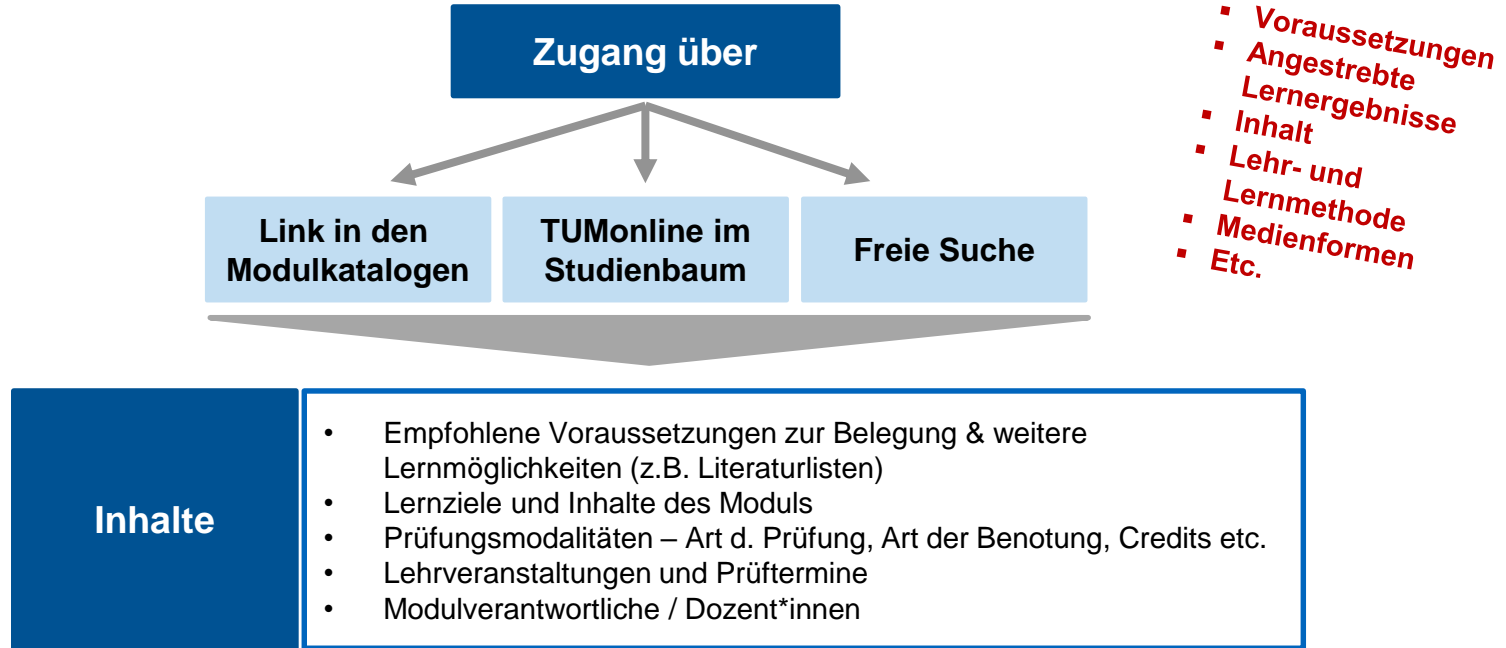 Zugang über
▪ Voraussetzungen
▪ Angestrebte
Lernergebnisse
▪ Inhalt
▪ Lehr- und
Lernmethode
▪ Medienformen
▪ Etc.
Link in den
Modulkatalogen
TUMonline im
Studienbaum
Freie Suche
Inhalte
• Empfohlene Voraussetzungen zur Belegung & weitere
Lernmöglichkeiten (z.B. Literaturlisten)
• Lernziele und Inhalte des Moduls
• Prüfungsmodalitäten – Art d. Prüfung, Art der Benotung, Credits etc.
• Lehrveranstaltungen und Prüftermine
• Modulverantwortliche / Dozent*innen